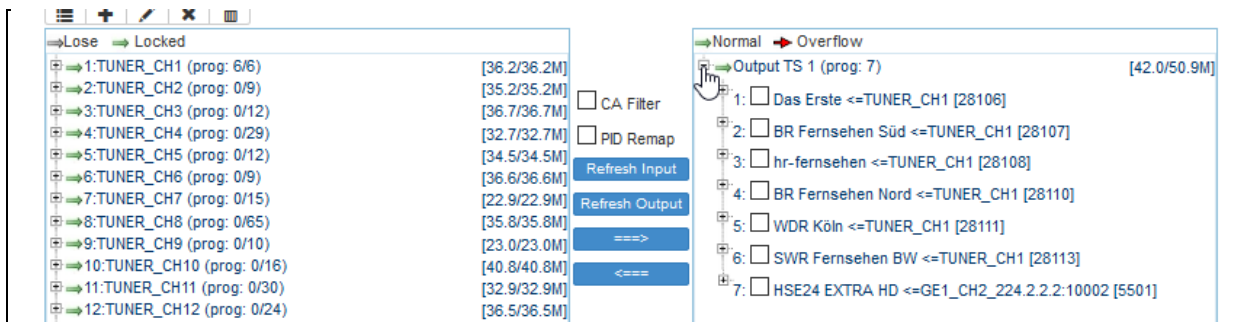 ⇒Lose ⇒ Locked
1:TUNER_CH1 (prog: 6/6) [36.2/36.2M]
2:TUNER_CH2 (prog: 0/9) [35.2/35.2M]
3:TUNER_CH3 (prog: 0/12) [36.7/36.7M]
4:TUNER_CH4 (prog: 0/29) [32.7/32.7M]
5:TUNER_CH5 (prog: 0/12) [34.5/34.5M]
6:TUNER_CH6 (prog: 0/9) [36.6/36.6M]
7:TUNER_CH7 (prog: 0/15) [22.9/22.9M]
8:TUNER_CH8 (prog: 0/65) [35.8/35.8M]
9:TUNER_CH9 (prog: 0/10) [23.0/23.0M]
10:TUNER_CH10 (prog: 0/16) [40.8/40.8M]
11:TUNER_CH11 (prog: 0/30) [32.9/32.9M]
12:TUNER_CH12 (prog: 0/24) [36.5/36.5M]
CA Filter
PID Remap
Refresh Input
Refresh Output
===>
<===
⇒Normal ➔ Overflow
Output TS 1 (prog: 7) [42.0/50.9M]
1: Das Erste <=TUNER_CH1 [28106]
2: BR Fernsehen Süd <=TUNER_CH1 [28107]
3: hr-fernsehen <=TUNER_CH1 [28108]
4: BR Fernsehen Nord <=TUNER_CH1 [28110]
5: WDR Köln <=TUNER_CH1 [28111]
6: SWR Fernsehen BW <=TUNER_CH1 [28113]
7: HSE24 EXTRA HD <=GE1_CH2_224.2.2.2:10002 [5501]